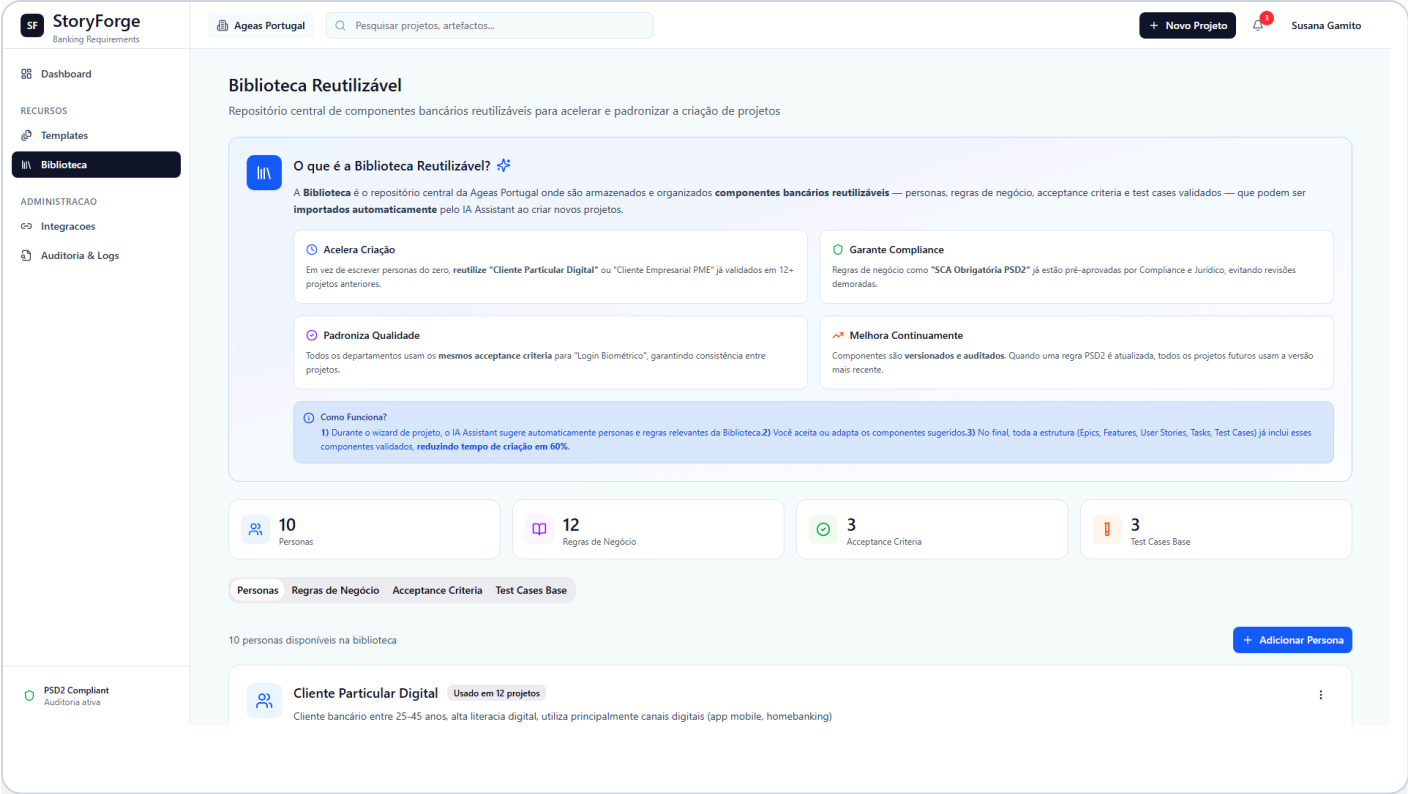 SF
StoryForge
Banking Requirements
Ageas Portugal
Pesquisar projetos, artefactos...
+ Novo Projeto
3
Susana Gamito
Dashboard
RECURSOS
Templates
Biblioteca
ADMINISTRACAO
Integracoes
Auditoria & Logs
PSD2 Compliant
Auditoria ativa
Biblioteca Reutilizável
Repositório central de componentes bancários reutilizáveis para acelerar e padronizar a criação de projetos
O que é a Biblioteca Reutilizável?
A Biblioteca é o repositório central da Ageas Portugal onde são armazenados e organizados componentes bancários reutilizáveis — personas, regras de negócio, acceptance criteria e test cases validados — que podem ser
importados automaticamente pelo IA Assistant ao criar novos projetos.
Acelera Criação
Em vez de escrever personas do zero, reutilize "Cliente Particular Digital" ou "Cliente Empresarial PME" já validados em 12+
projetos anteriores.
Garante Compliance
Regras de negócio como "SCA Obrigatória PSD2" já estão pré-aprovadas por Compliance e Jurídico, evitando revisões
demoradas.
Padroniza Qualidade
Todos os departamentos usam os mesmos acceptance criteria para "Login Biométrico", garantindo consistência entre
projetos.
Melhora Continuamente
Componentes são versionados e auditados. Quando uma regra PSD2 é atualizada, todos os projetos futuros usam a versão
mais recente.
Como Funciona?
1) Durante o wizard de projeto, o IA Assistant sugere automaticamente personas e regras relevantes da Biblioteca.2) Você aceita ou adapta os componentes sugeridos.3) No final, toda a estrutura (Epics, Features, User Stories, Tasks, Test Cases) já inclui esses
componentes validados, reduzindo tempo de criação em 60%.
10
Personas
12
Regras de Negócio
3
Acceptance Criteria
3
Test Cases Base
Personas
Regras de Negócio
Acceptance Criteria
Test Cases Base
10 personas disponíveis na biblioteca
+ Adicionar Persona
Cliente Particular Digital
Usado em 12 projetos
Cliente bancário entre 25-45 anos, alta literacia digital, utiliza principalmente canais digitais (app mobile, homebanking)